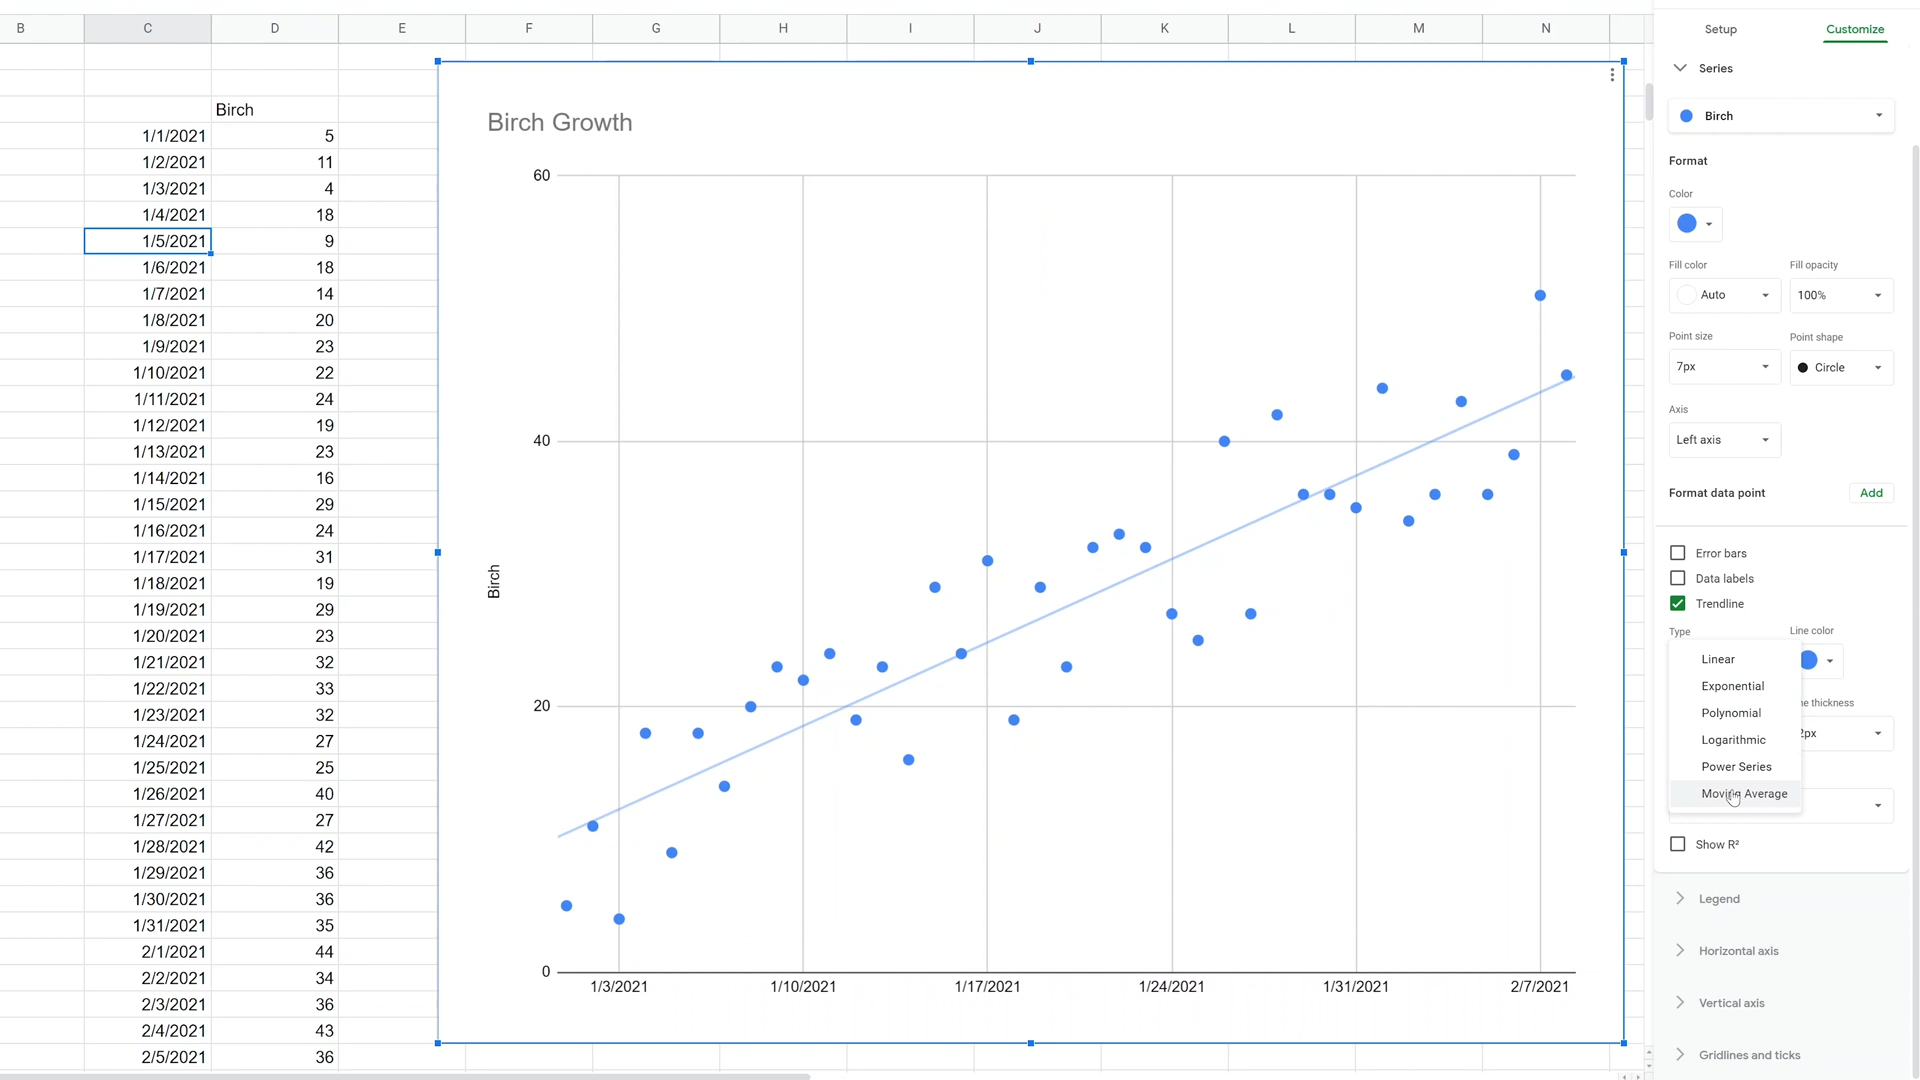 B C D E F G H I J K L M N
Birch
1/1/2021 5
1/2/2021 11
1/3/2021 4
1/4/2021 18
1/5/2021 9
1/6/2021 18
1/7/2021 14
1/8/2021 20
1/9/2021 23
1/10/2021 22
1/11/2021 24
1/12/2021 19
1/13/2021 23
1/14/2021 16
1/15/2021 29
1/16/2021 24
1/17/2021 31
1/18/2021 19
1/19/2021 29
1/20/2021 23
1/21/2021 32
1/22/2021 33
1/23/2021 32
1/24/2021 27
1/25/2021 25
1/26/2021 40
1/27/2021 27
1/28/2021 42
1/29/2021 36
1/30/2021 36
1/31/2021 35
2/1/2021 44
2/2/2021 34
2/3/2021 36
2/4/2021 43
2/5/2021 36
Birch Growth
60
40
20
0
Birch
1/3/2021 1/10/2021 1/17/2021 1/24/2021 1/31/2021 2/7/2021
Setup Customize
Series
Birch
Format
Color
Fill color Fill opacity
Auto 100%
Point size Point shape
7px Circle
Axis
Left axis
Format data point Add
Error bars
Data labels
Trendline
Type Line color
Linear
Exponential
thickness
Polynomial
2px
Logarithmic
Power Series
Moving Average
Show R²
Legend
Horizontal axis
Vertical axis
Gridlines and ticks